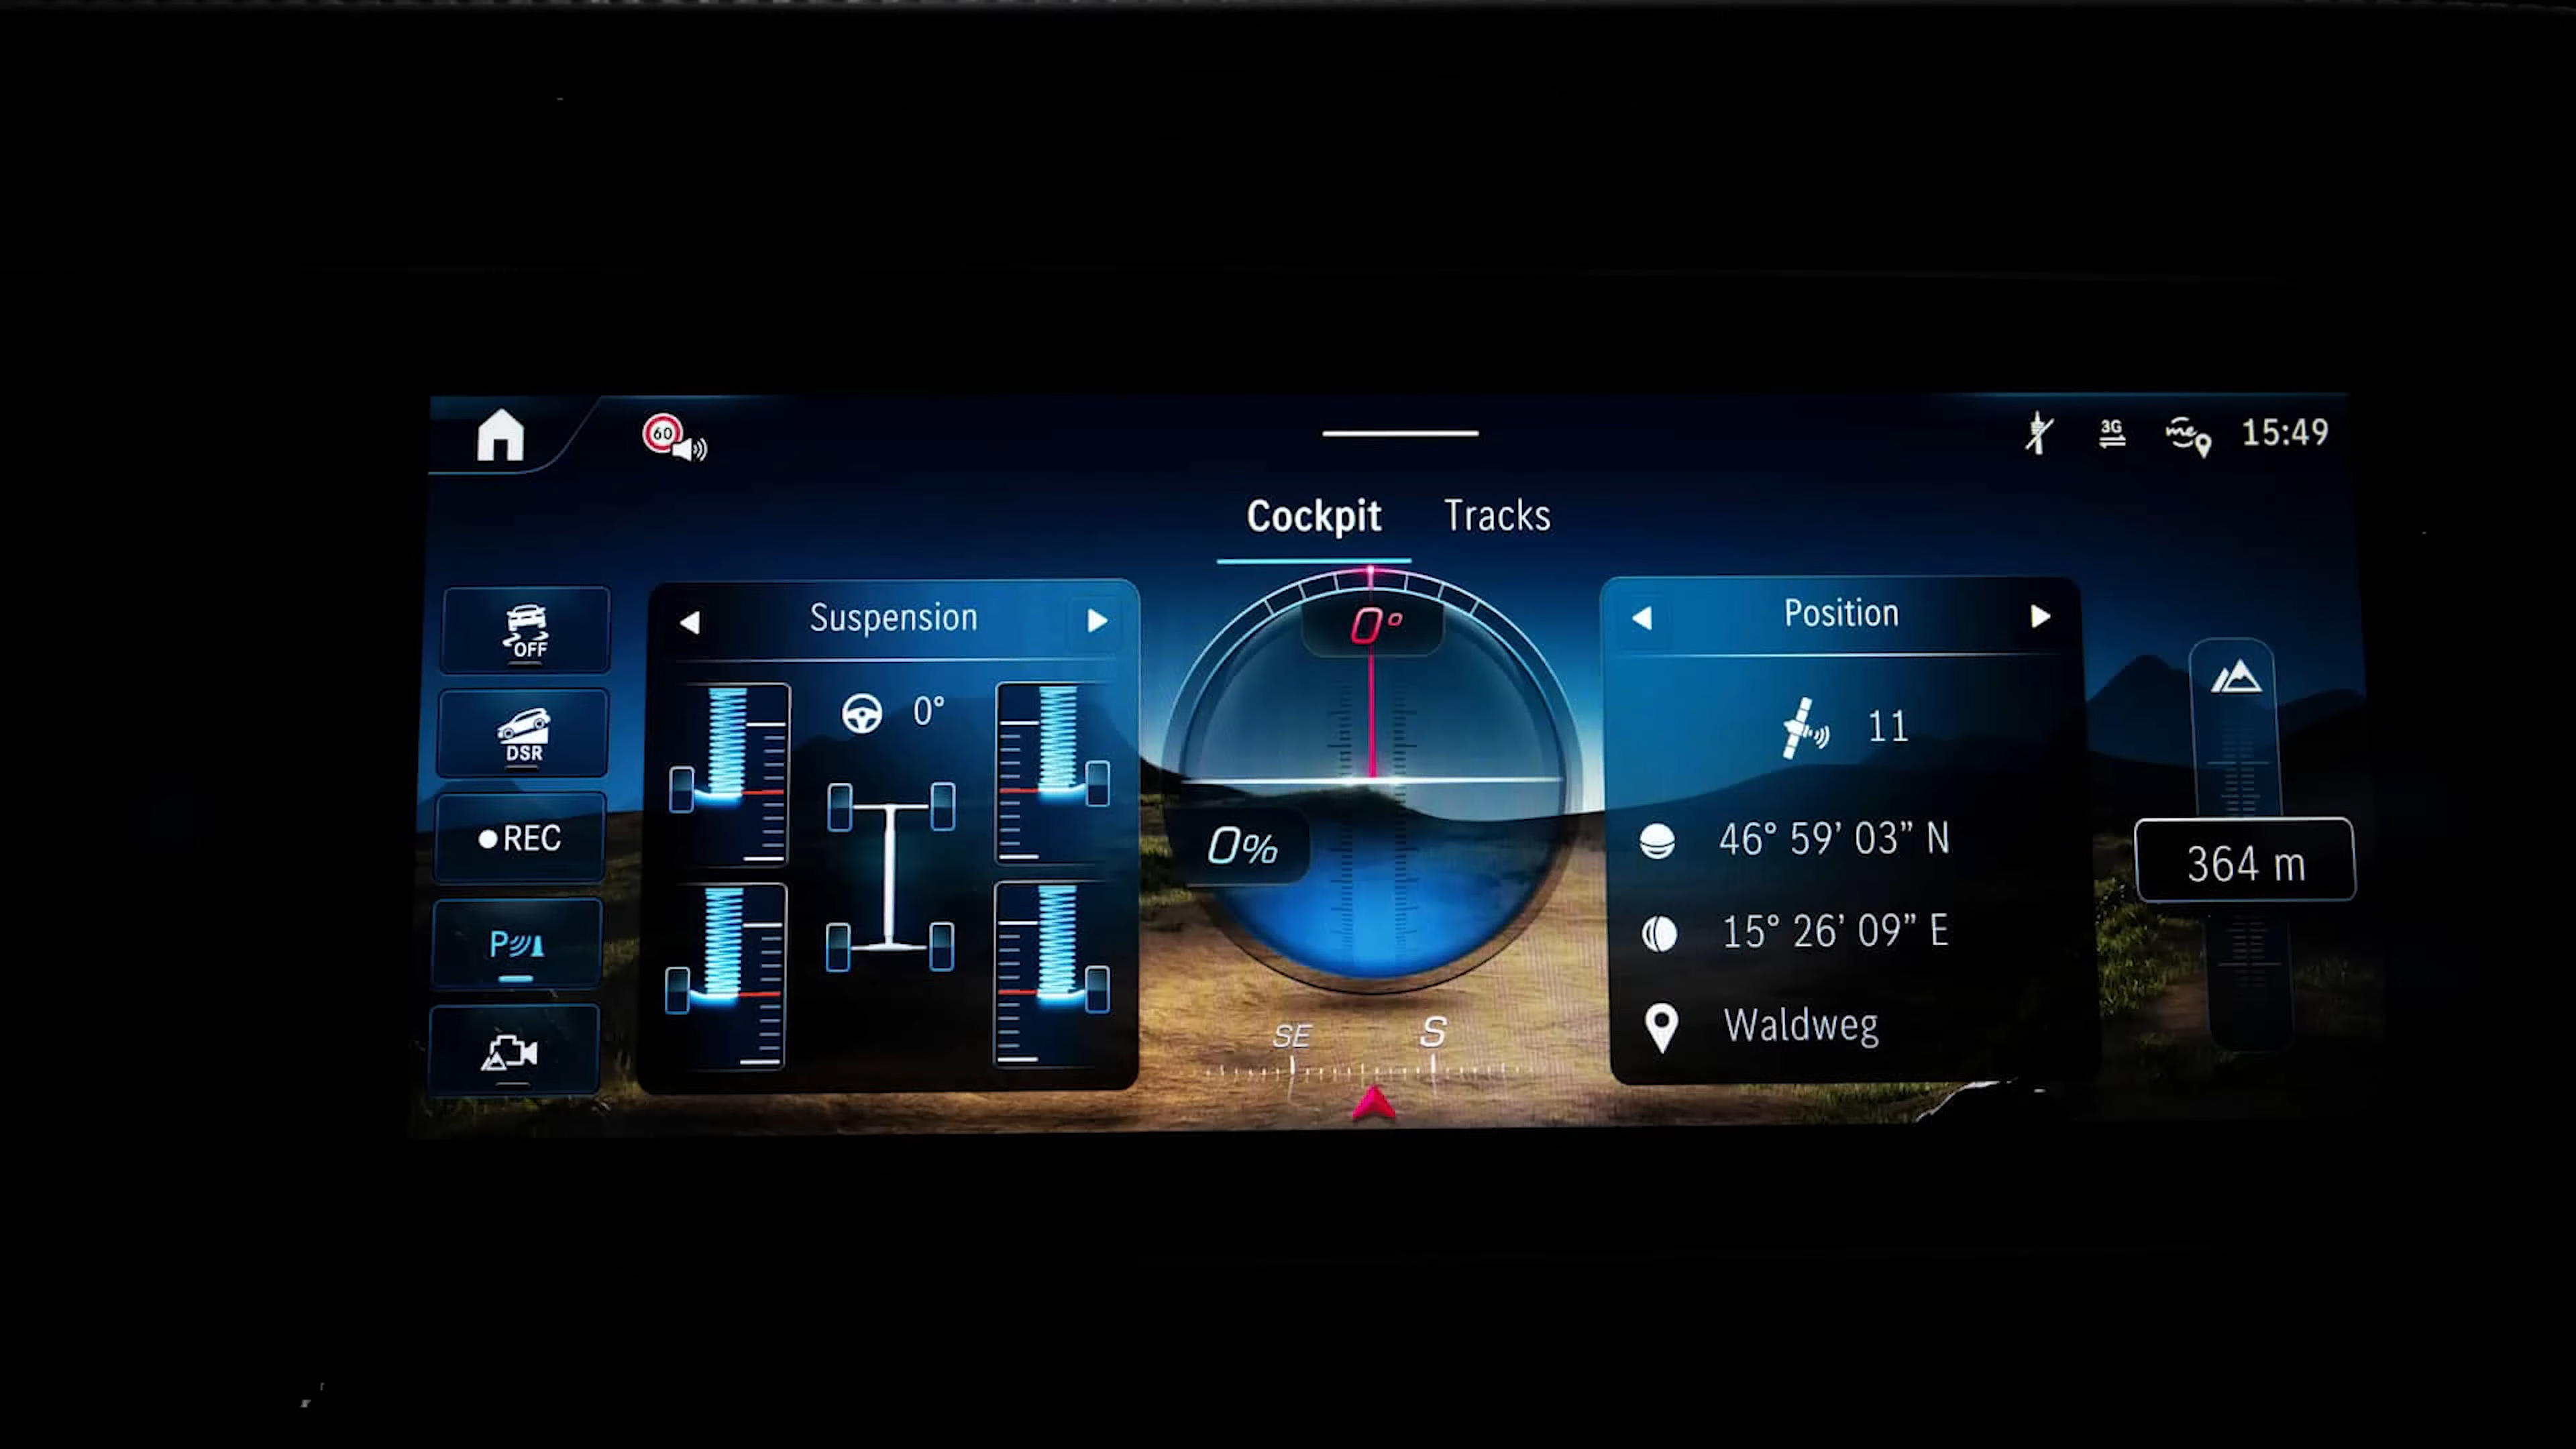 60
3G
me
15:49
Cockpit Tracks
OFF
DSR
REC
P
Suspension
0°
0°
0%
SE S
Position
11
46° 59’ 03” N
15° 26’ 09” E
Waldweg
364 m